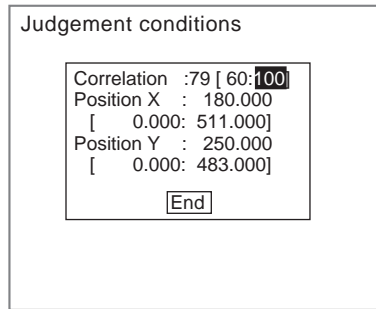 Judgement conditions
Correlation :79 [ 60:100]
Position X : 180.000
[ 0.000: 511.000]
Position Y : 250.000
[ 0.000: 483.000]
End